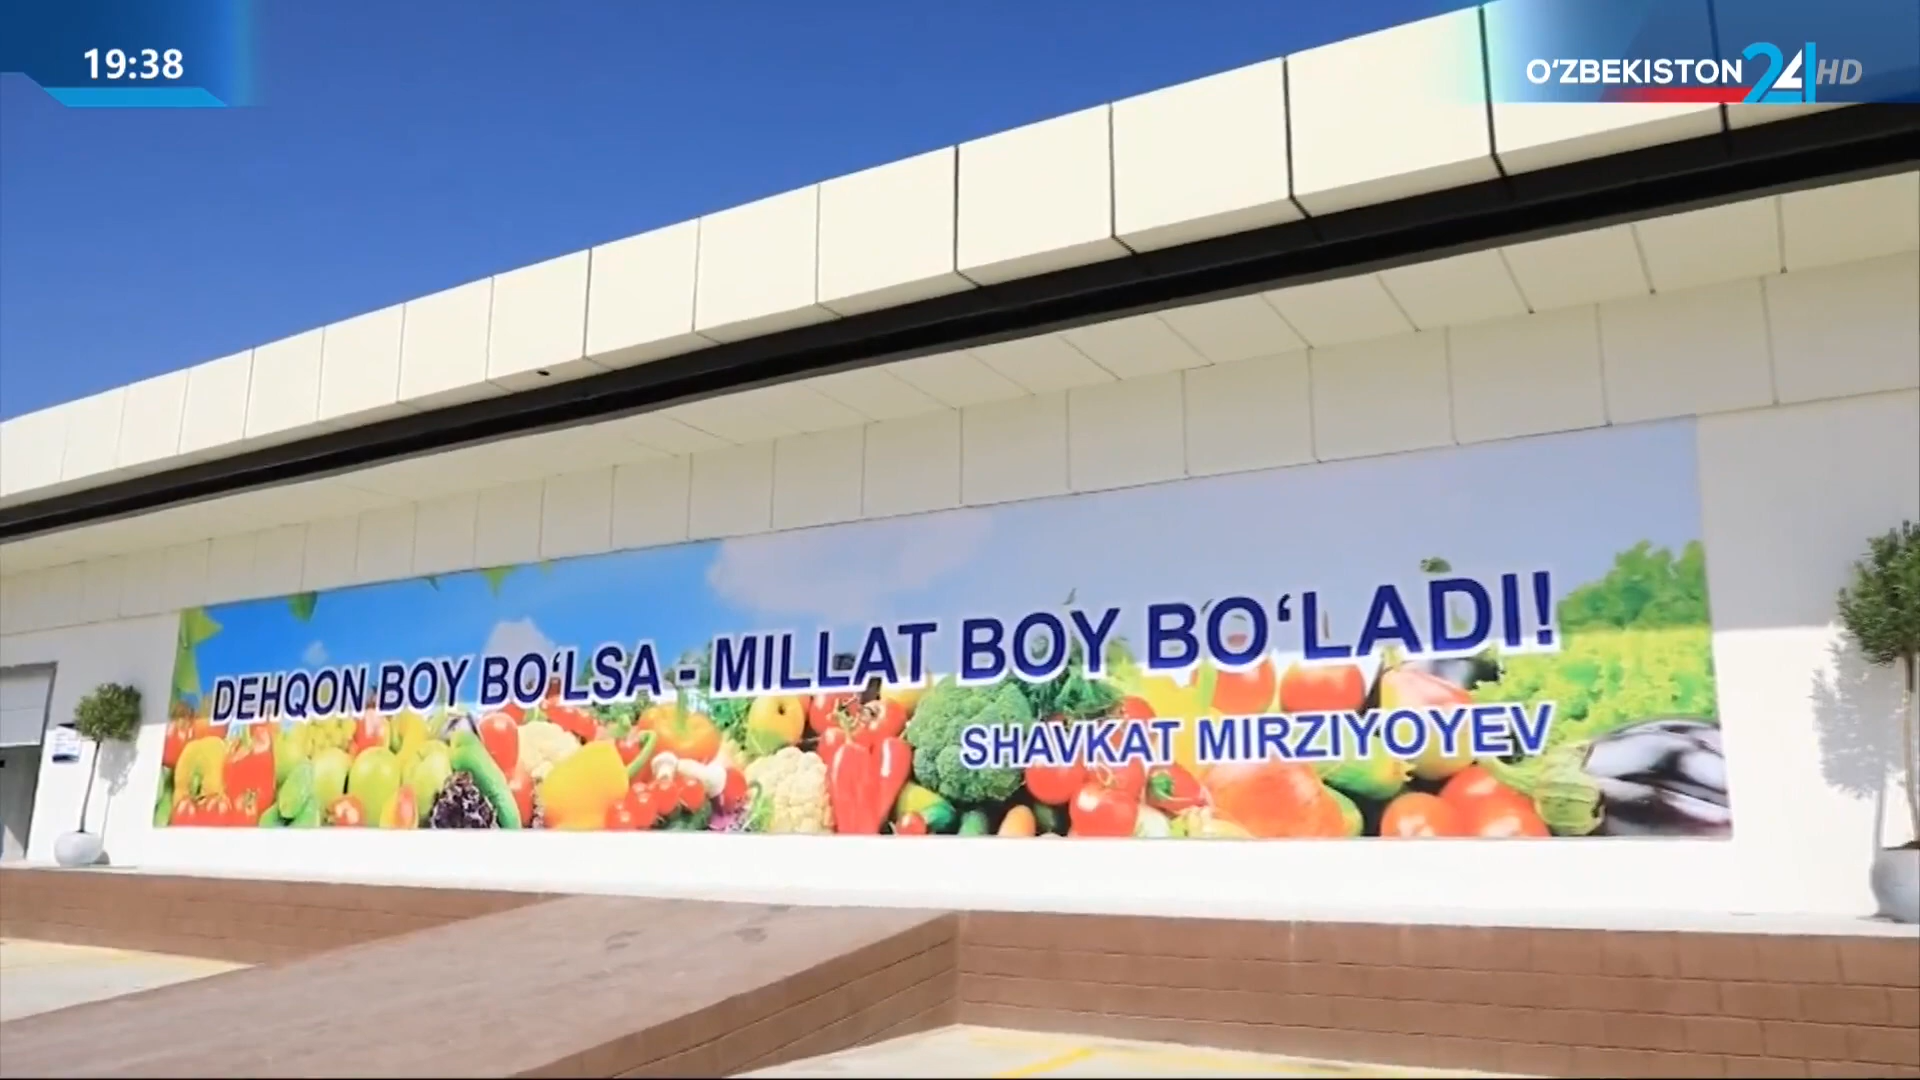 19:38
O‘ZBEKISTON 24 HD
DEHQON BOY BO‘LSA - MILLAT BOY BO‘LADI!
SHAVKAT MIRZIYOYEV